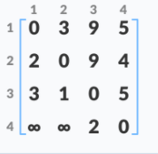 1 2 3 4
1 0 3 9 5
2 2 0 9 4
3 3 1 0 5
4 ∞ ∞ 2 0